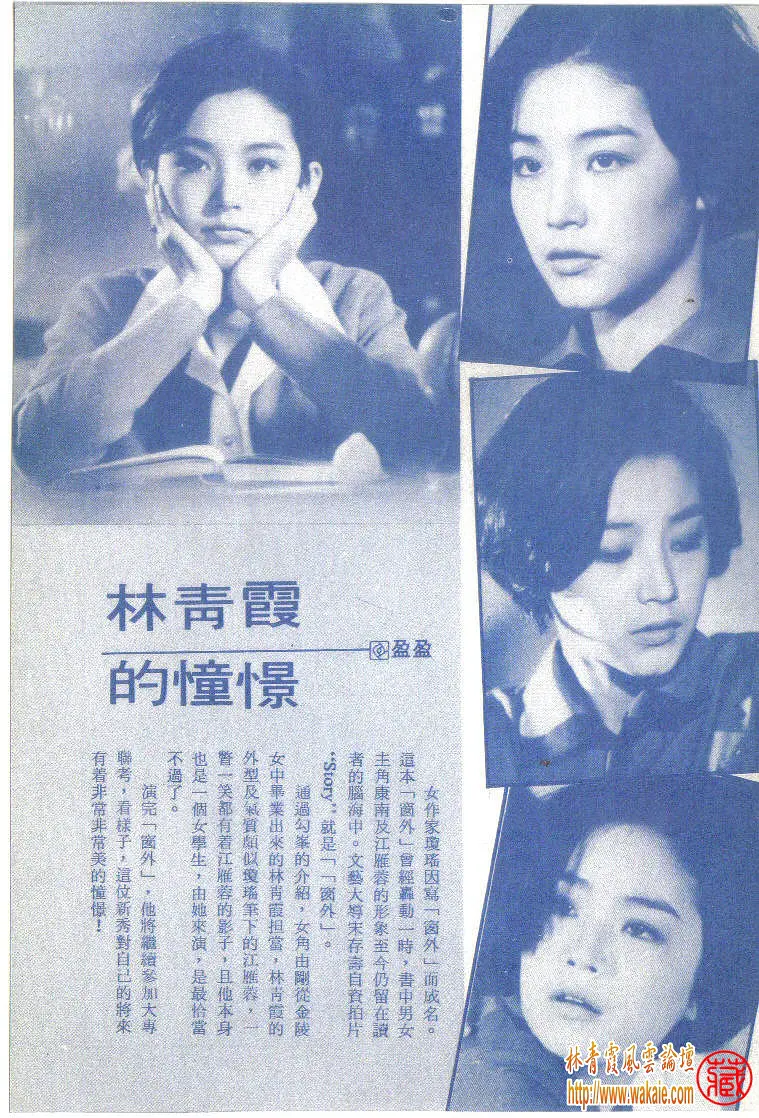 林青霞
的憧憬
盈盈
女作家瓊瑤因寫「窗外」而成名。
這本「窗外」曾經轟動一時，書中男女
主角康南及江雁蓉的形象至今仍留在讀
者的腦海中。文藝大導宋存壽自資拍片
“Story”就是「「窗外」。
通過勾峯的介紹，女角由剛從金陵
女中畢業出來的林靑霞担當，林靑霞的
外型及氣質頗似瓊瑤筆下的江雁蓉，一
瞥一笑都有着江雁蓉的影子，且他本身
也是一個女學生，由她來演，是最恰當
不過了。
演完「窗外」，他將繼續參加大專
聯考，看樣子，這位新秀對自己的將來
有着非常非常美的憧憬！
林青霞風雲論壇
http://www.wakaie.com
藏